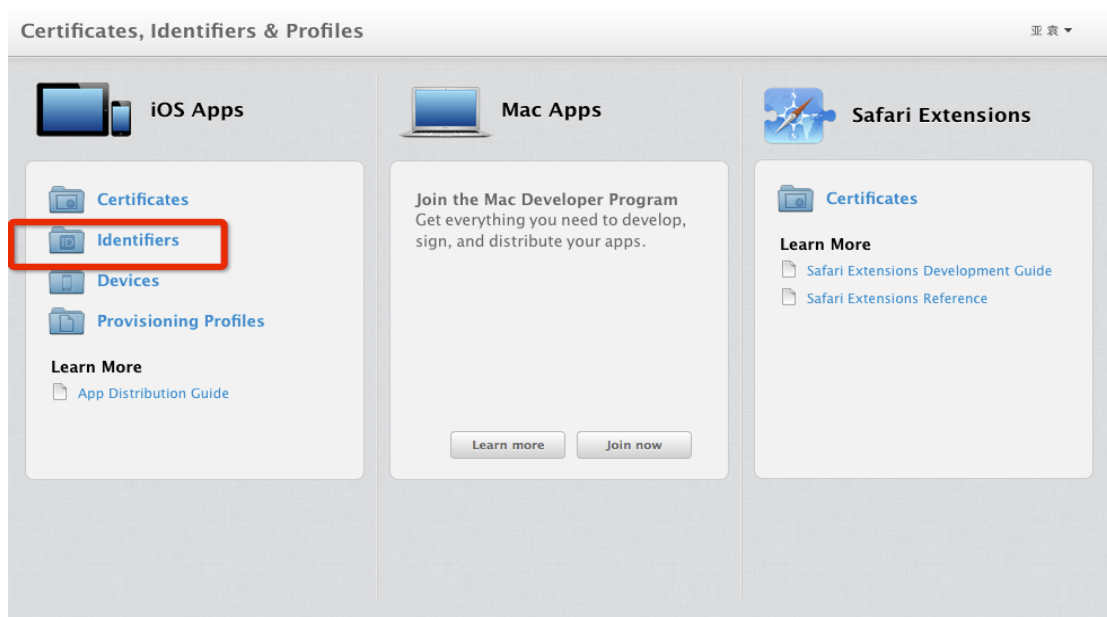 Certificates, Identifiers & Profiles
亚 袁
iOS Apps
Certificates
ID
Identifiers
Devices
Provisioning Profiles
Learn More
App Distribution Guide
Mac Apps
Join the Mac Developer Program
Get everything you need to develop,
sign, and distribute your apps.
Learn more
Join now
Safari Extensions
Certificates
Learn More
Safari Extensions Development Guide
Safari Extensions Reference